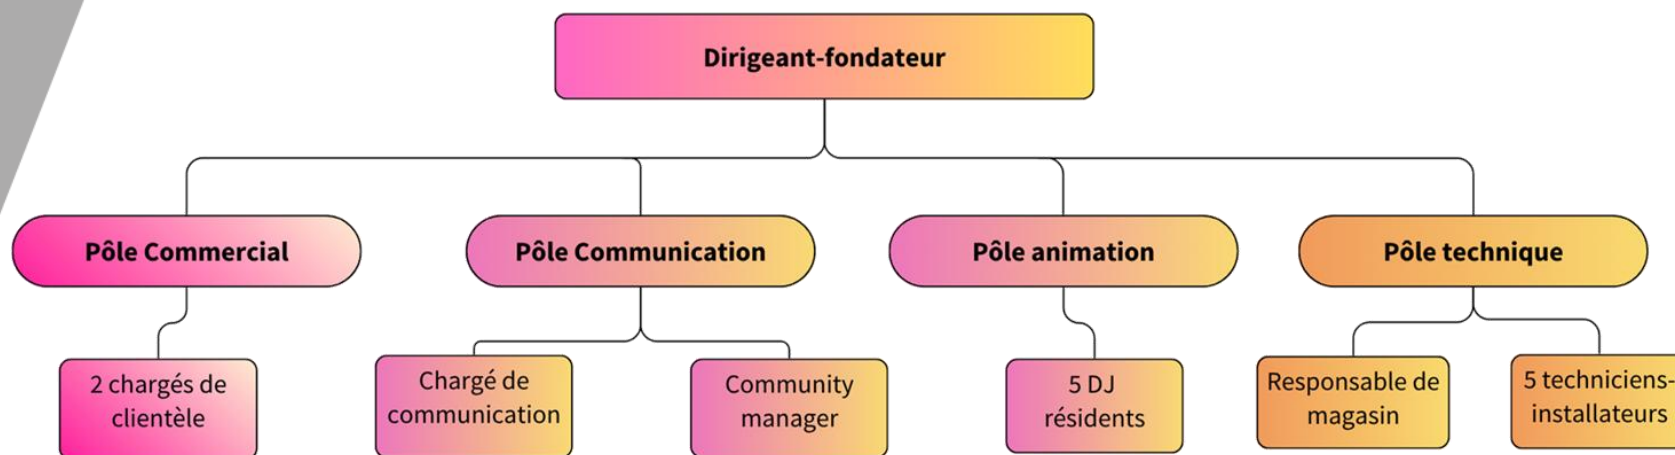 Dirigeant-fondateur
Pôle Commercial
Pôle Communication
Pôle animation
Pôle technique
2 chargés de
clientèle
Chargé de
communication
Community
manager
5 DJ
résidents
Responsable de
magasin
5 techniciens-
installateurs